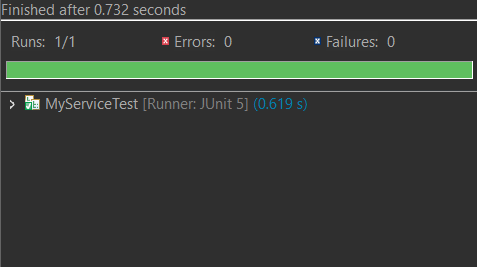 Finished after 0.732 seconds
Runs: 1/1 Errors: 0 Failures: 0
MyServiceTest [Runner: JUnit 5] (0.619 s)